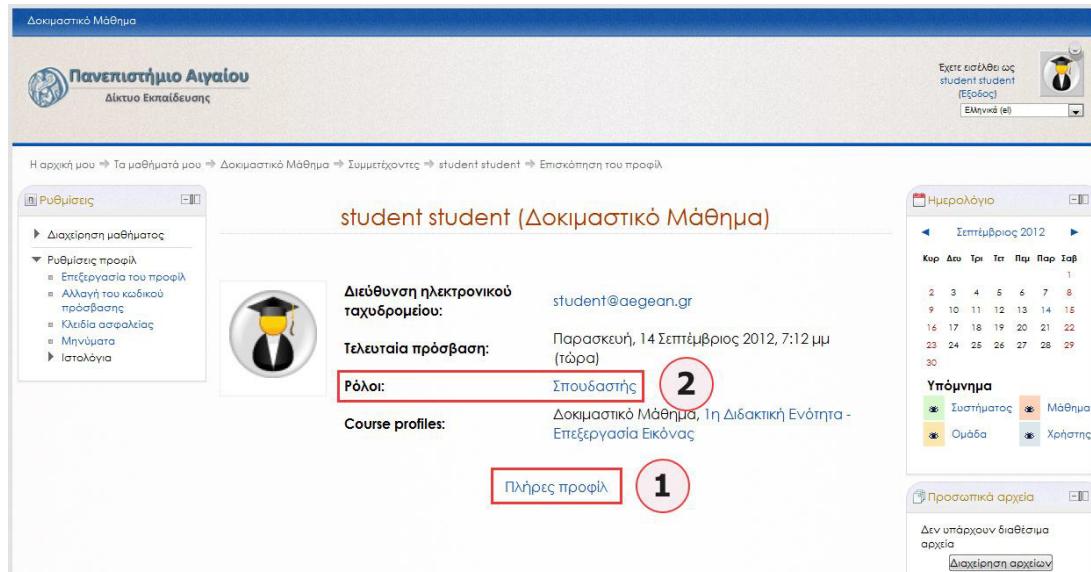 Δοκιμαστικό Μάθημα
Πανεπιστήμιο Αιγαίου
Δίκτυο Εκπαίδευσης
Έχετε εισέλθει ως
student student
(Έξοδος)
Ελληνικά (el)
Η αρχική μου ⇒ Τα μαθήματά μου ⇒ Δοκιμαστικό Μάθημα ⇒ Συμμετέχοντες ⇒ student student ⇒ Επισκόπηση του προφίλ
Ρυθμίσεις
Διαχείριση μαθήματος
Ρυθμίσεις προφίλ
Επεξεργασία του προφίλ
Αλλαγή του κωδικού
πρόσβασης
Κλειδία ασφαλείας
Μηνύματα
Ιστολόγια
student student (Δοκιμαστικό Μάθημα)
Διεύθυνση ηλεκτρονικού
ταχυδρομείου:
student@aegean.gr
Τελευταία πρόσβαση:
Παρασκευή, 14 Σεπτέμβριος 2012, 7:12 μμ
(τώρα)
Ρόλοι:
Σπουδαστής
2
Course profiles:
Δοκιμαστικό Μάθημα, 1η Διδακτική Ενότητα -
Επεξεργασία Εικόνας
Πλήρες προφίλ
1
Ημερολόγιο
◄ Σεπτέμβριος 2012 ►
Κυρ Δευ Τρι Τετ Πεμ Παρ Σαβ
1
2 3 4 5 6 7 8
9 10 11 12 13 14 15
16 17 18 19 20 21 22
23 24 25 26 27 28 29
30
Υπόμνημα
Συστήματος Μάθημα
Ομάδα Χρήστης
Προσωπικά αρχεία
Δεν υπάρχουν διαθέσιμα
αρχεία
Διαχείρηση αρχείων